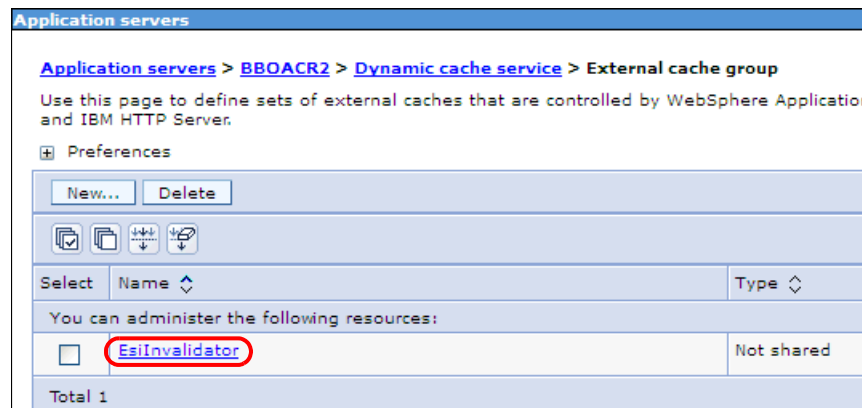 Application servers
Application servers > BBOACR2 > Dynamic cache service > External cache group
Use this page to define sets of external caches that are controlled by WebSphere Applicatio
and IBM HTTP Server.
Preferences
New... Delete
Select Name Type
You can administer the following resources:
EsiInvalidator Not shared
Total 1